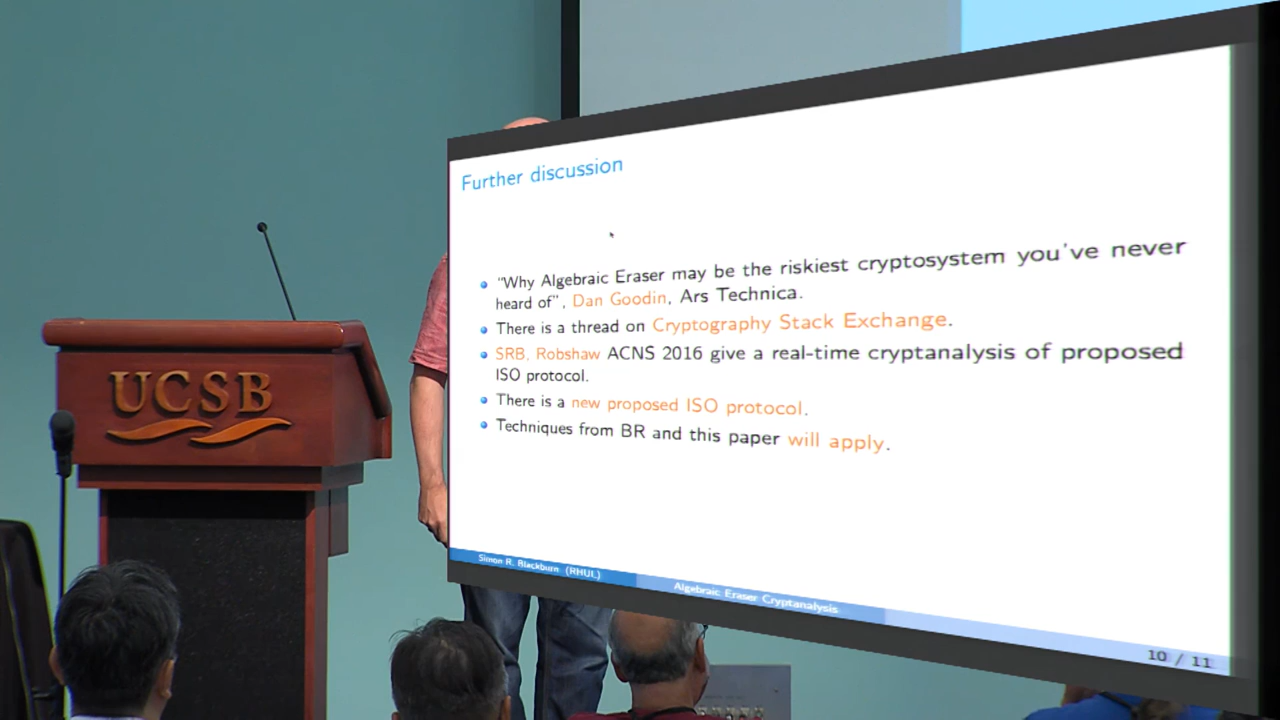 UCSB
Further discussion
"Why Algebraic Eraser may be the riskiest cryptosystem you've never
heard of", Dan Goodin, Ars Technica.
There is a thread on Cryptography Stack Exchange.
SRB, Robshaw ACNS 2016 give a real-time cryptanalysis of proposed
ISO protocol.
There is a new proposed ISO protocol.
Techniques from BR and this paper will apply.
Simon R. Blackburn (RHUL)
Algebraic Eraser Cryptanalysis
10 / 11